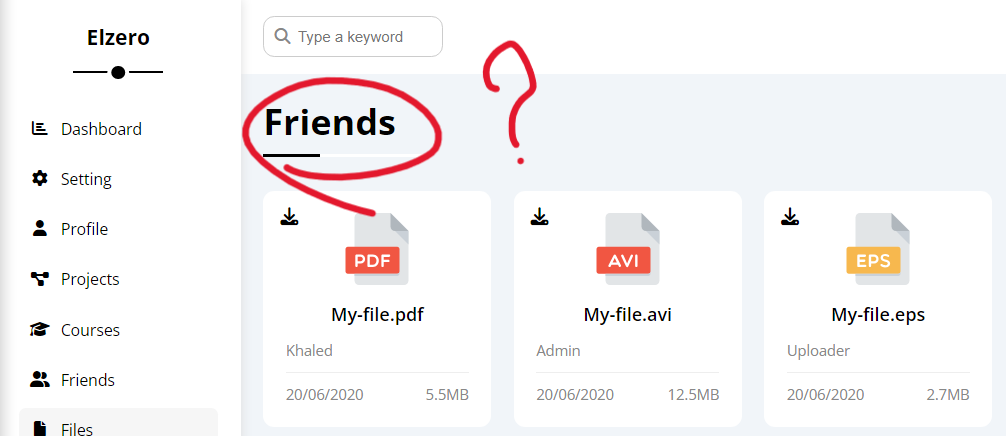 Elzero
Type a keyword
Dashboard
Setting
Profile
Projects
Courses
Friends
Files
Friends
?
PDF
My-file.pdf
Khaled
20/06/2020 5.5MB
AVI
My-file.avi
Admin
20/06/2020 12.5MB
EPS
My-file.eps
Uploader
20/06/2020 2.7MB